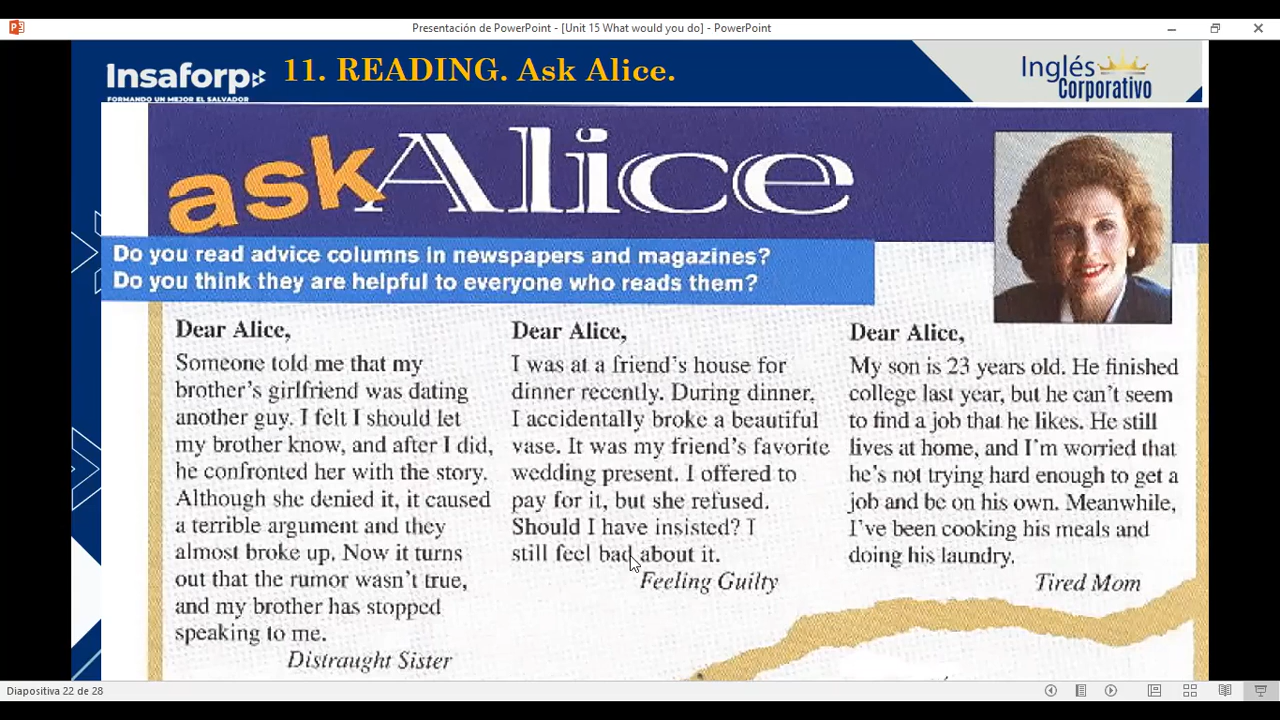 Presentación de PowerPoint - [Unit 15 What would you do] - PowerPoint
Insaforp
FORMANDO UN MEJOR EL SALVADOR
11. READING. Ask Alice.
Inglés
Corporativo
ask Alice
Do you read advice columns in newspapers and magazines?
Do you think they are helpful to everyone who reads them?
Dear Alice,
Someone told me that my
brother's girlfriend was dating
another guy. I felt I should let
my brother know, and after I did,
he confronted her with the story.
Although she denied it, it caused
a terrible argument and they
almost broke up. Now it turns
out that the rumor wasn't true,
and my brother has stopped
speaking to me.
Distraught Sister
Dear Alice,
I was at a friend's house for
dinner recently. During dinner,
I accidentally broke a beautiful
vase. It was my friend's favorite
wedding present. I offered to
pay for it, but she refused.
Should I have insisted? I
still feel bad about it.
Feeling Guilty
Dear Alice,
My son is 23 years old. He finished
college last year, but he can't seem
to find a job that he likes. He still
lives at home, and I'm worried that
he's not trying hard enough to get a
job and be on his own. Meanwhile,
I've been cooking his meals and
doing his laundry.
Tired Mom
Diapositiva 22 de 28